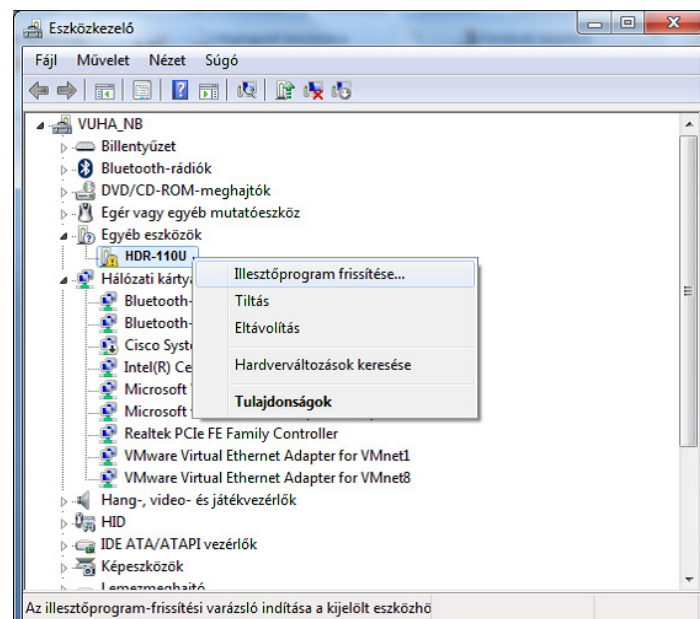 Eszközkezelő
Fájl Művelet Nézet Súgó
VUHA_NB
Billentyűzet
Bluetooth-rádiók
DVD/CD-ROM-meghajtók
Egér vagy egyéb mutatóeszköz
Egyéb eszközök
HDR-110U
Illesztőprogram frissítése...
Tiltás
Eltávolítás
Hardverváltozások keresése
Tulajdonságok
Hálózati kárty
Bluetooth-
Bluetooth-
Cisco Syst
Intel(R) Ce
Microsoft
Microsoft
Realtek PCIe FE Family Controller
VMware Virtual Ethernet Adapter for VMnet1
VMware Virtual Ethernet Adapter for VMnet8
Hang-, video- és játékvezérlők
HID
IDE ATA/ATAPI vezérlők
Képeszközök
Lemezmeghajtó
Az illesztőprogram-frissítési varázsló indítása a kijelölt eszközhö